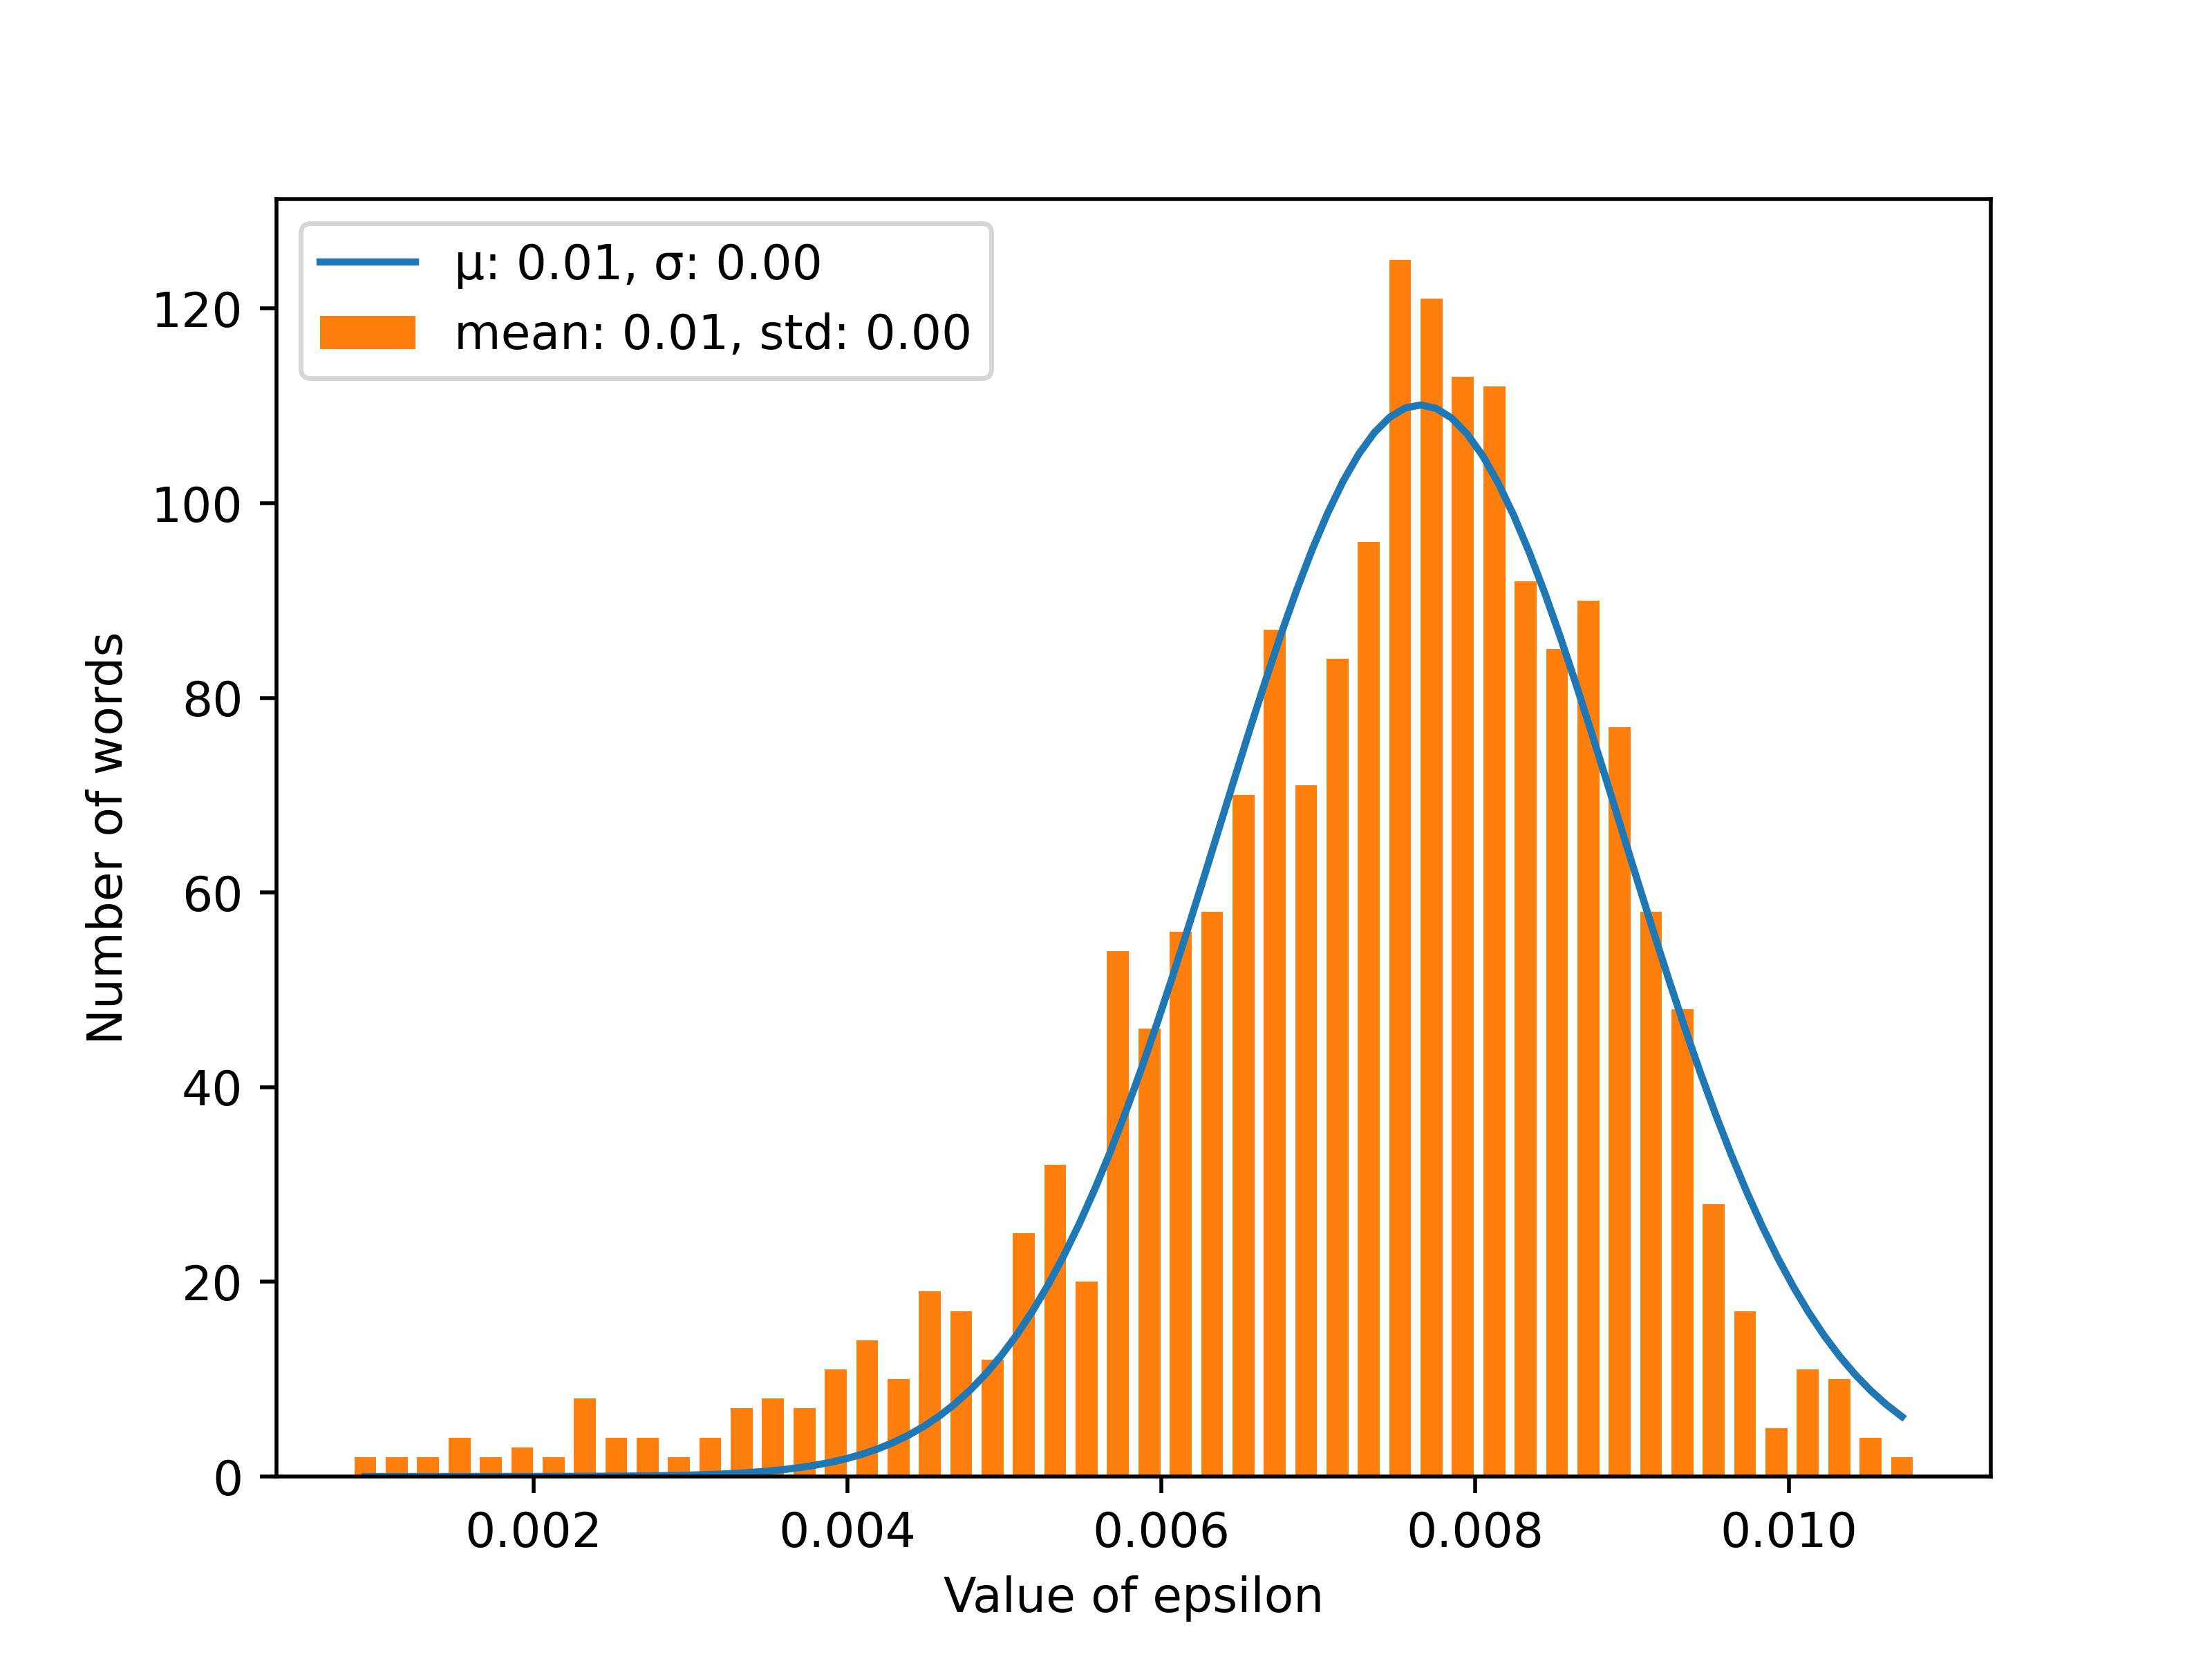 μ: 0.01, σ: 0.00
mean: 0.01, std: 0.00
120
100
80
60
40
20
0
Number of words
0.002 0.004 0.006 0.008 0.010
Value of epsilon